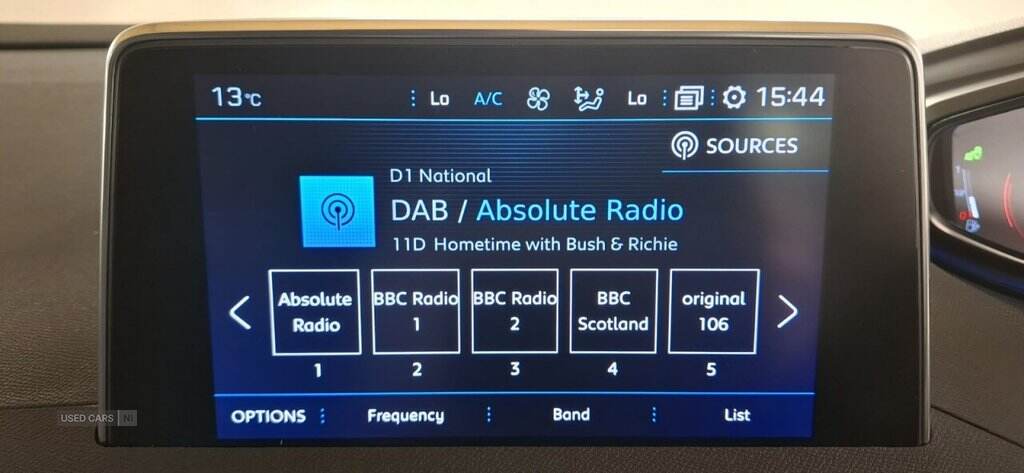 13°C Lo A/C Lo 15:44
SOURCES
D1 National
DAB / Absolute Radio
11D Hometime with Bush & Richie
Absolute Radio
BBC Radio 1
BBC Radio 2
BBC Scotland
original 106
1 2 3 4 5
OPTIONS Frequency Band List
USED CARS NI